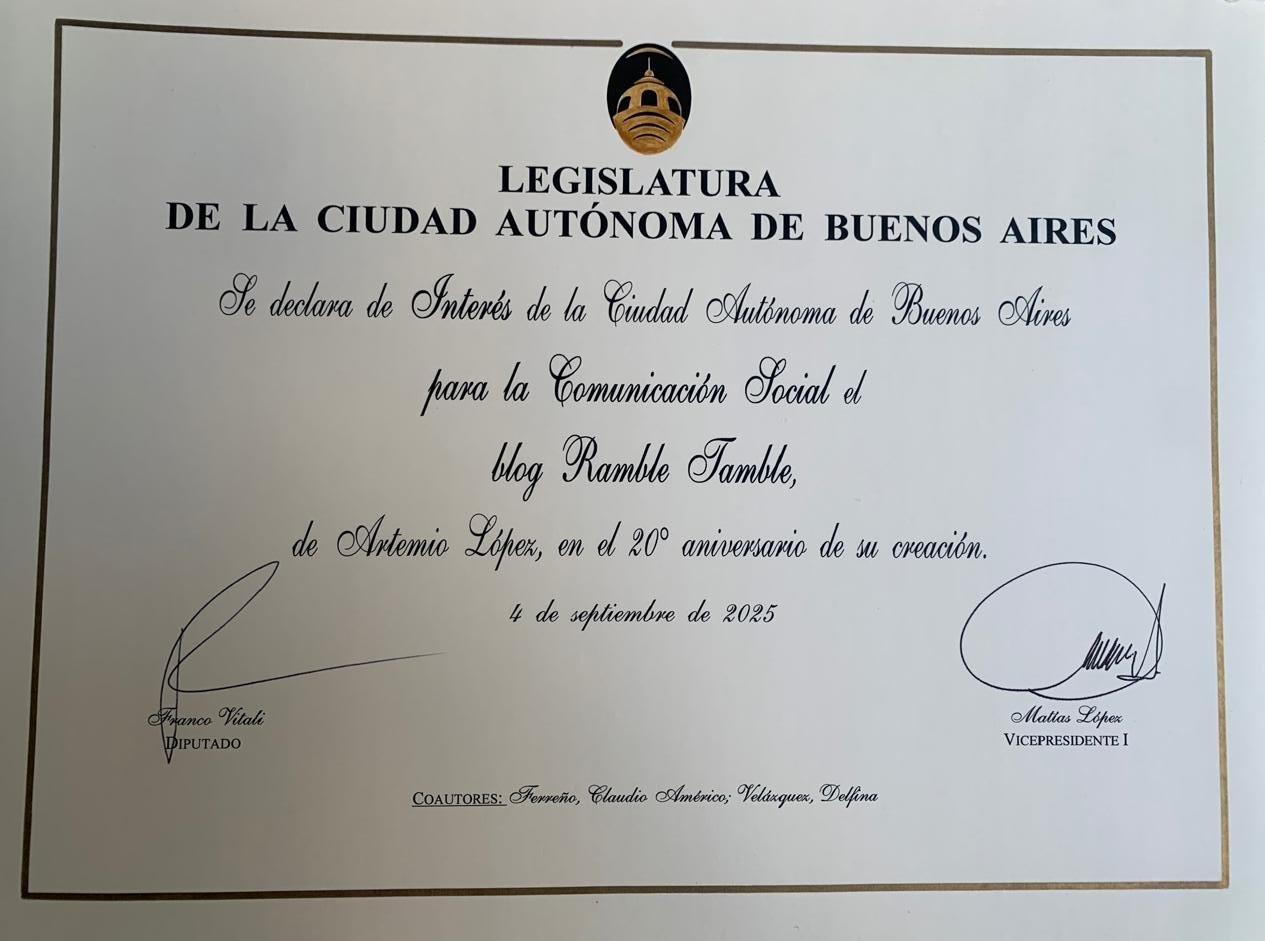 LEGISLATURA
DE LA CIUDAD AUTÓNOMA DE BUENOS AIRES
Se declara de Interés de la Ciudad Autónoma de Buenos Aires
para la Comunicación Social el
blog Ramble Tamble,
de Artemio López, en el 20° aniversario de su creación.
4 de septiembre de 2025
Franco Vitali
DIPUTADO
Matías López
VICEPRESIDENTE I
COAUTORES: Ferreño, Claudio Américo; Velázquez, Delfina